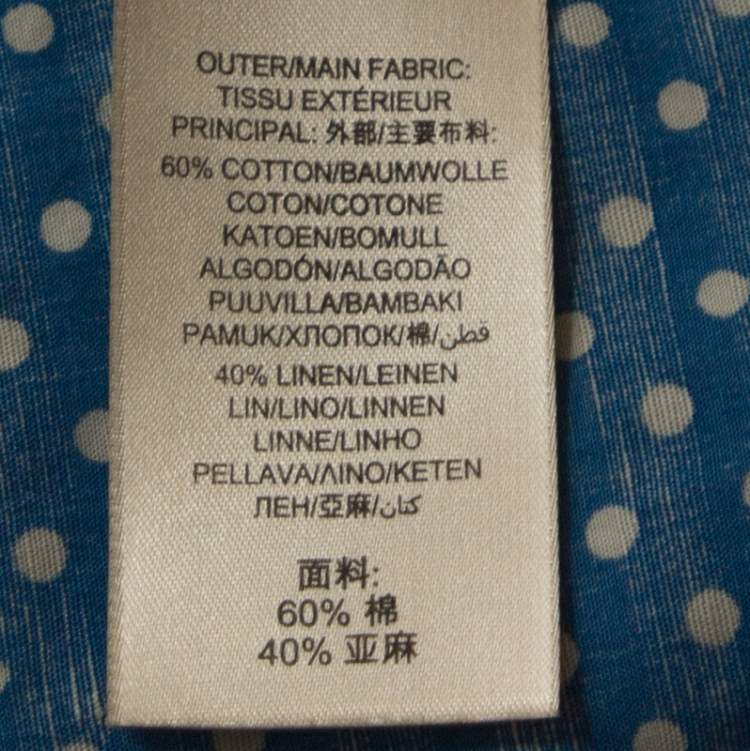 OUTER/MAIN FABRIC:
TISSU EXTÉRIEUR
PRINCIPAL: 外部/主要布料:
60% COTTON/BAUMWOLLE
COTON/COTONE
KATOEN/BOMULL
ALGODÓN/ALGODÃO
PUUVILLA/BAMBAKI
PAMUK/ХЛОПОК/棉/قطن
40% LINEN/LEINEN
LIN/LINO/LINNEN
LINNE/LINHO
PELLAVA/ΛINO/KETEN
ЛЕН/亞麻/كتان
面料:
60% 棉
40% 亚麻